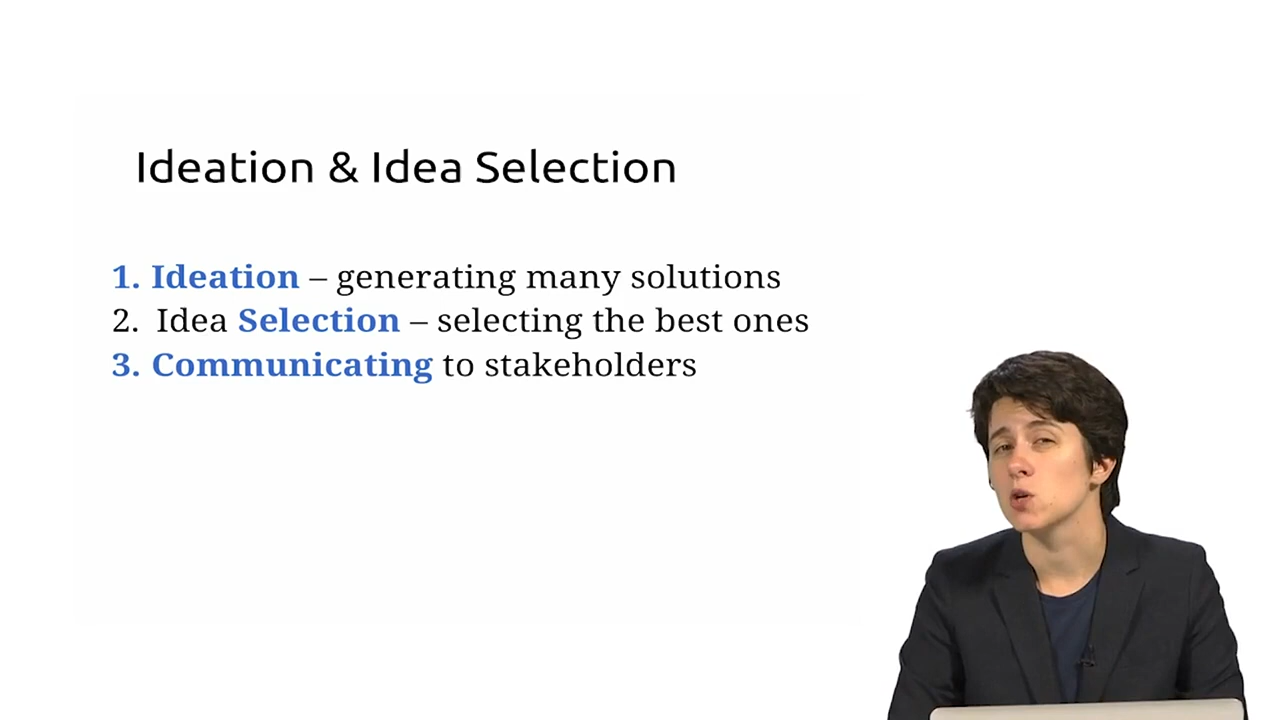 Ideation & Idea Selection
1. Ideation – generating many solutions
2. Idea Selection – selecting the best ones
3. Communicating to stakeholders